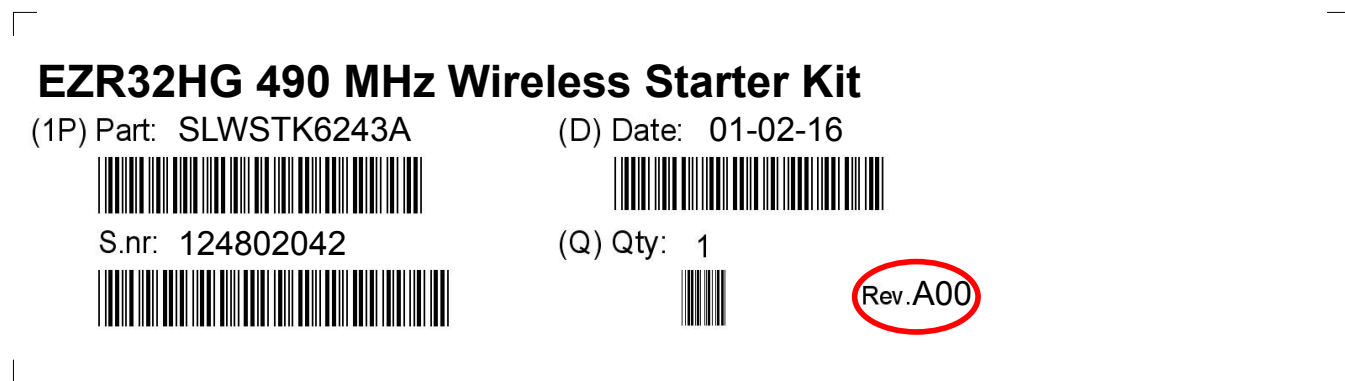 EZR32HG 490 MHz Wireless Starter Kit
(1P) Part: SLWSTK6243A (D) Date: 01-02-16
S.nr: 124802042 (Q) Qty: 1
Rev.A00